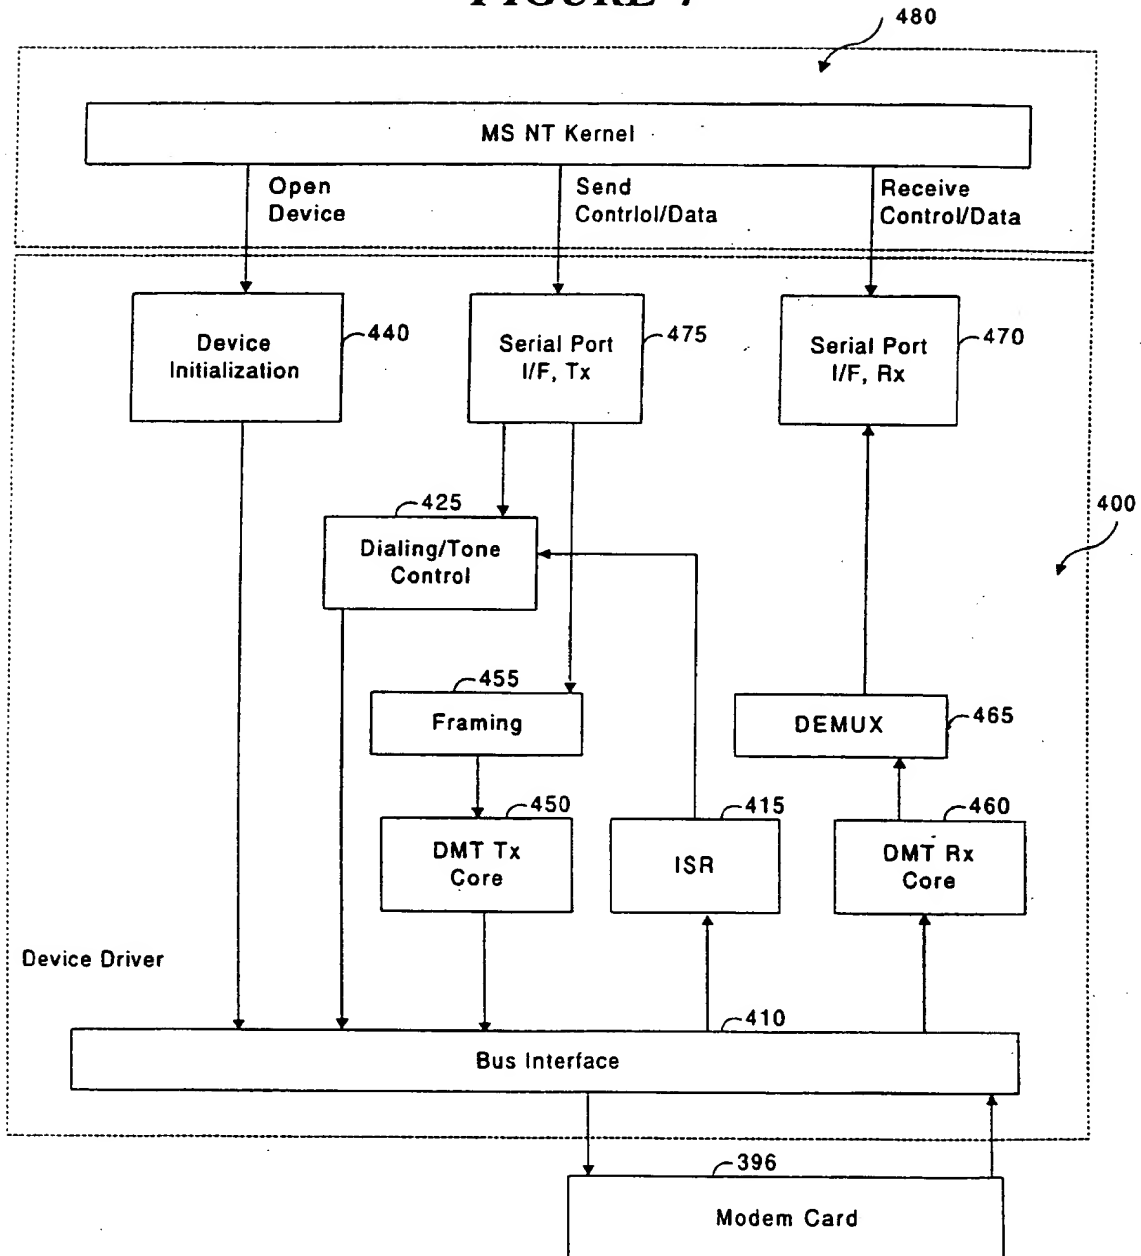 480
MS NT Kernel
Open
Device
Send
Contrlol/Data
Receive
Control/Data
Device
Initialization
440
Serial Port
I/F, Tx
475
Serial Port
I/F, Rx
470
425
Dialing/Tone
Control
400
455
Framing
DEMUX
465
450
DMT Tx
Core
415
ISR
460
DMT Rx
Core
Device Driver
410
Bus Interface
396
Modem Card